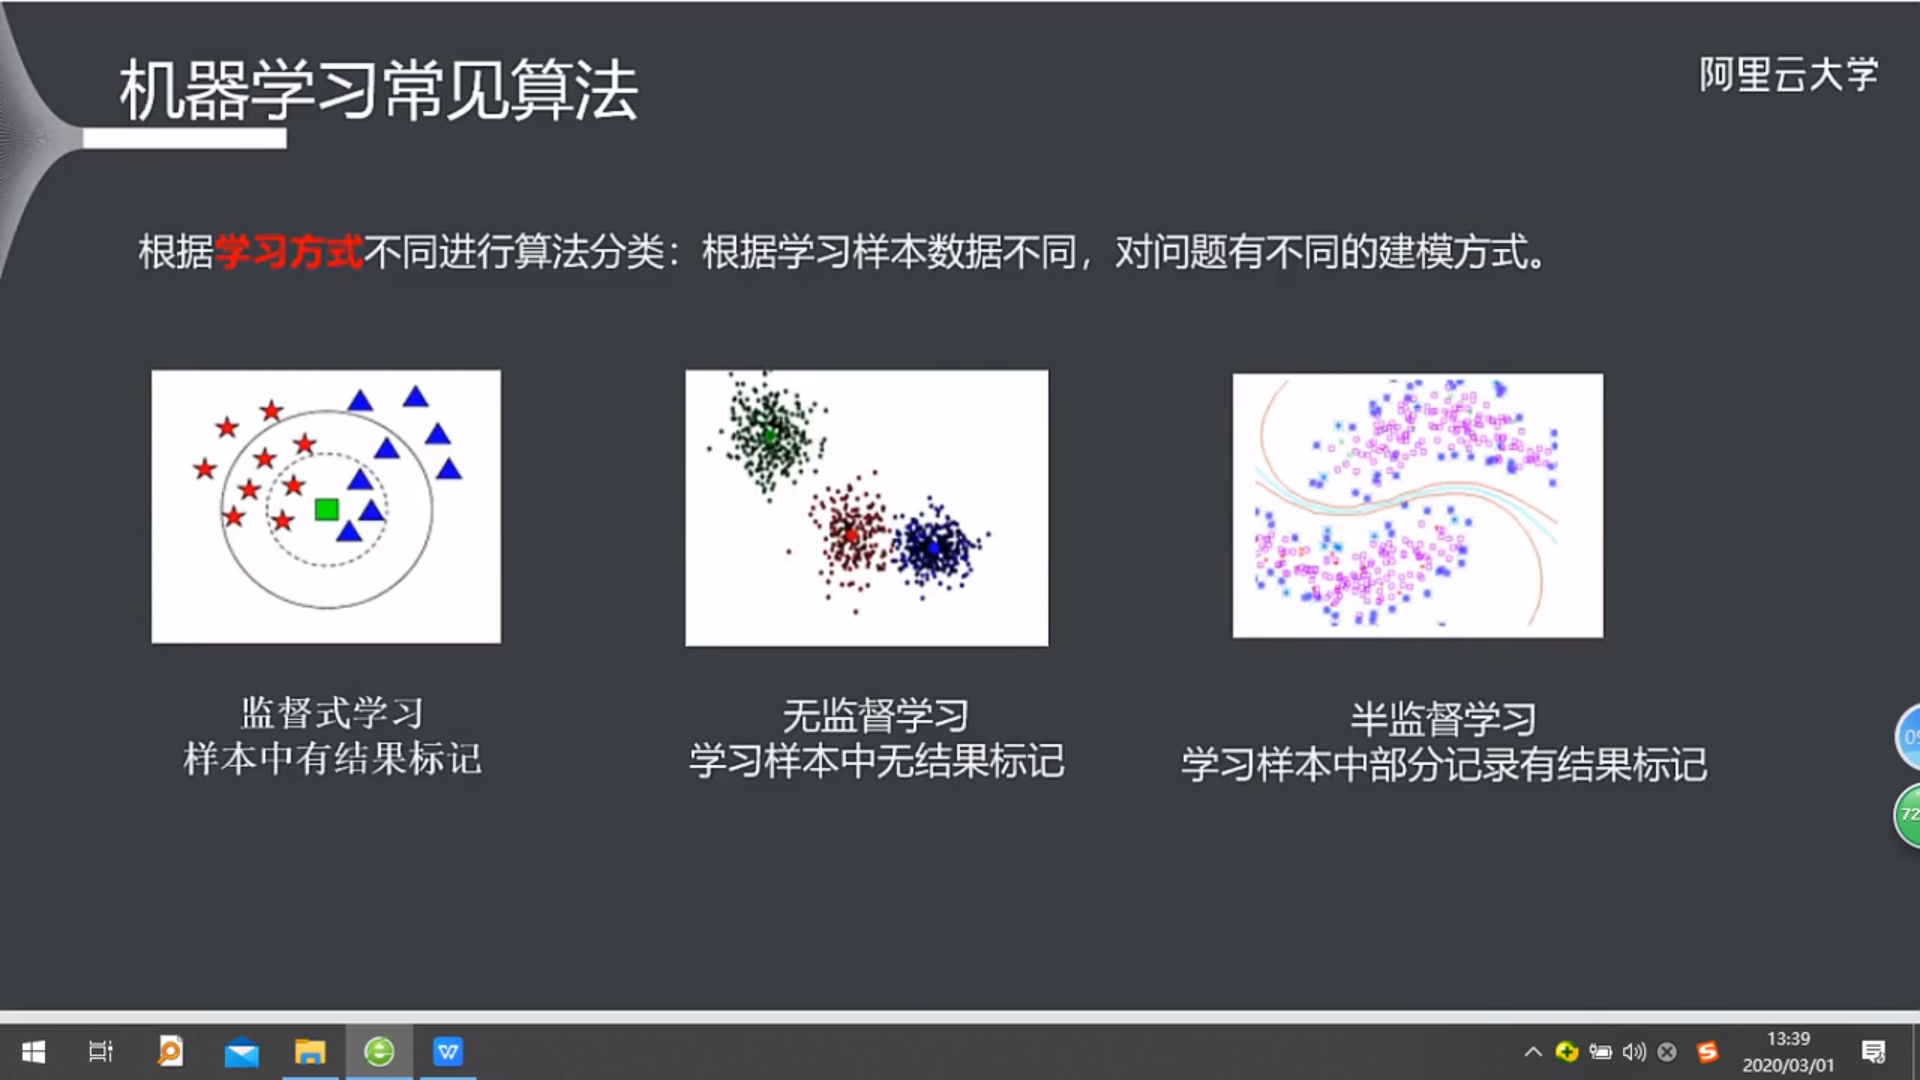 机器学习常见算法
阿里云大学
根据学习方式不同进行算法分类：根据学习样本数据不同，对问题有不同的建模方式。
监督式学习
样本中有结果标记
无监督学习
学习样本中无结果标记
半监督学习
学习样本中部分记录有结果标记
72
13:39
2020/03/01